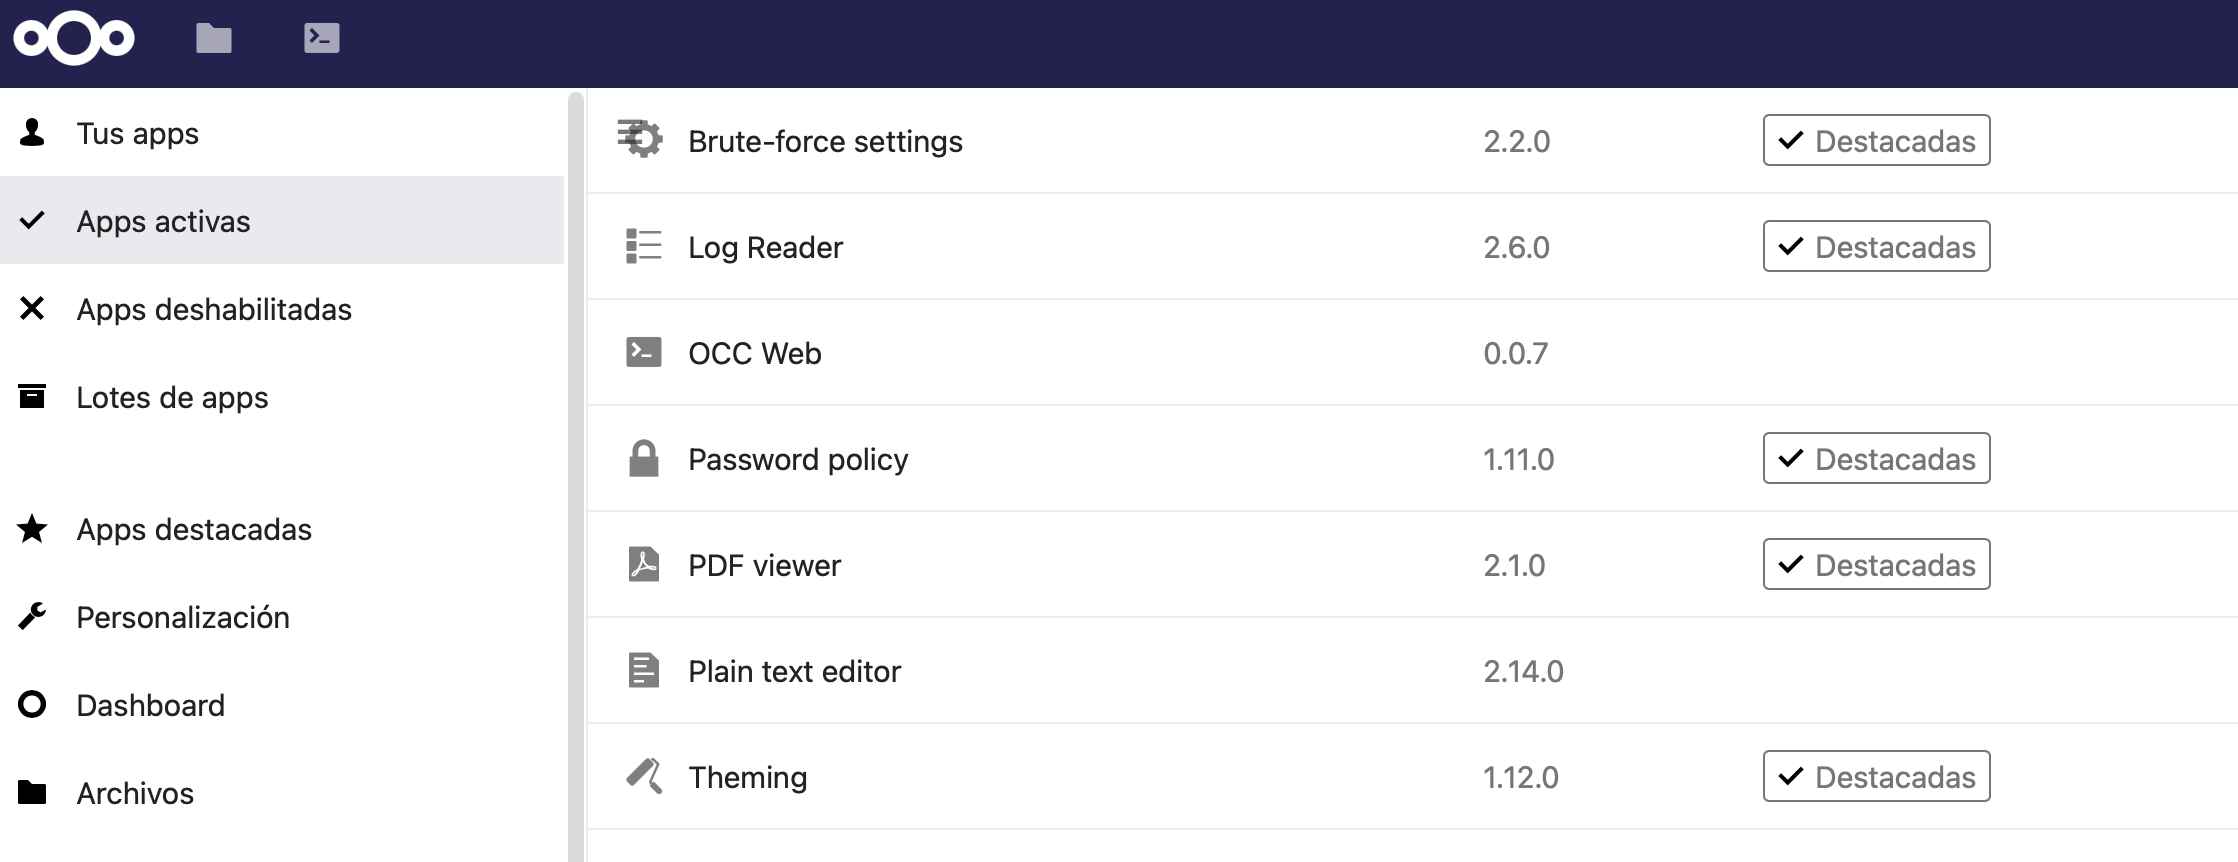 Tus apps
Apps activas
Apps deshabilitadas
Lotes de apps
Apps destacadas
Personalización
Dashboard
Archivos
Brute-force settings 2.2.0 Destacadas
Log Reader 2.6.0 Destacadas
OCC Web 0.0.7
Password policy 1.11.0 Destacadas
PDF viewer 2.1.0 Destacadas
Plain text editor 2.14.0
Theming 1.12.0 Destacadas